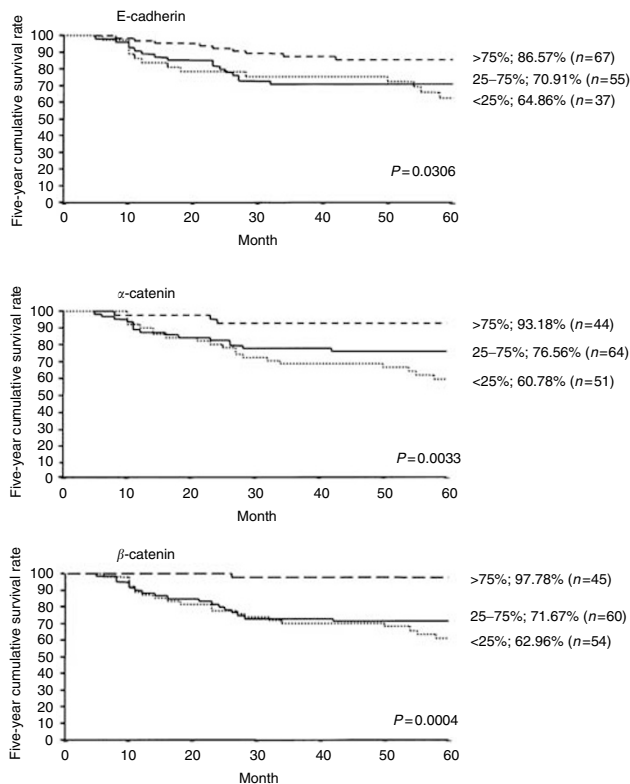 E-cadherin
Five-year cumulative survival rate
100
90
80
70
60
50
40
30
20
10
0
0 10 20 30 40 50 60
Month
>75%; 86.57% (n=67)
25–75%; 70.91% (n=55)
<25%; 64.86% (n=37)
P=0.0306
α-catenin
Five-year cumulative survival rate
100
90
80
70
60
50
40
30
20
10
0
0 10 20 30 40 50 60
Month
>75%; 93.18% (n=44)
25–75%; 76.56% (n=64)
<25%; 60.78% (n=51)
P=0.0033
β-catenin
Five-year cumulative survival rate
100
90
80
70
60
50
40
30
20
10
0
0 10 20 30 40 50 60
Month
>75%; 97.78% (n=45)
25–75%; 71.67% (n=60)
<25%; 62.96% (n=54)
P=0.0004